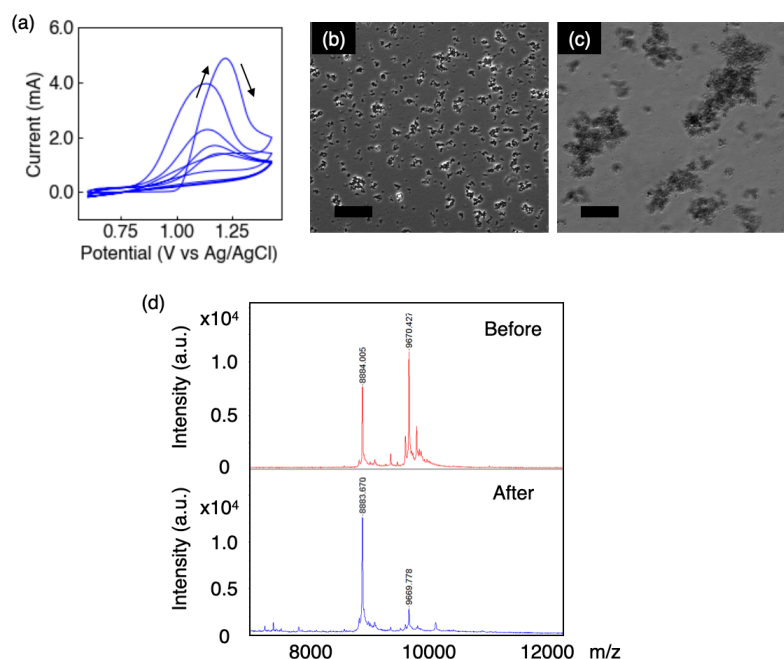 (a)
6.0
4.0
2.0
0.0
Current (mA)
0.75
1.00
1.25
Potential (V vs Ag/AgCl)
(b)
(c)
(d)
x10⁴
1.0
0.5
0
Intensity (a.u.)
8884.005
9670.427
Before
x10⁴
1.0
0.5
0
Intensity (a.u.)
8883.670
9669.778
After
8000
10000
12000
m/z